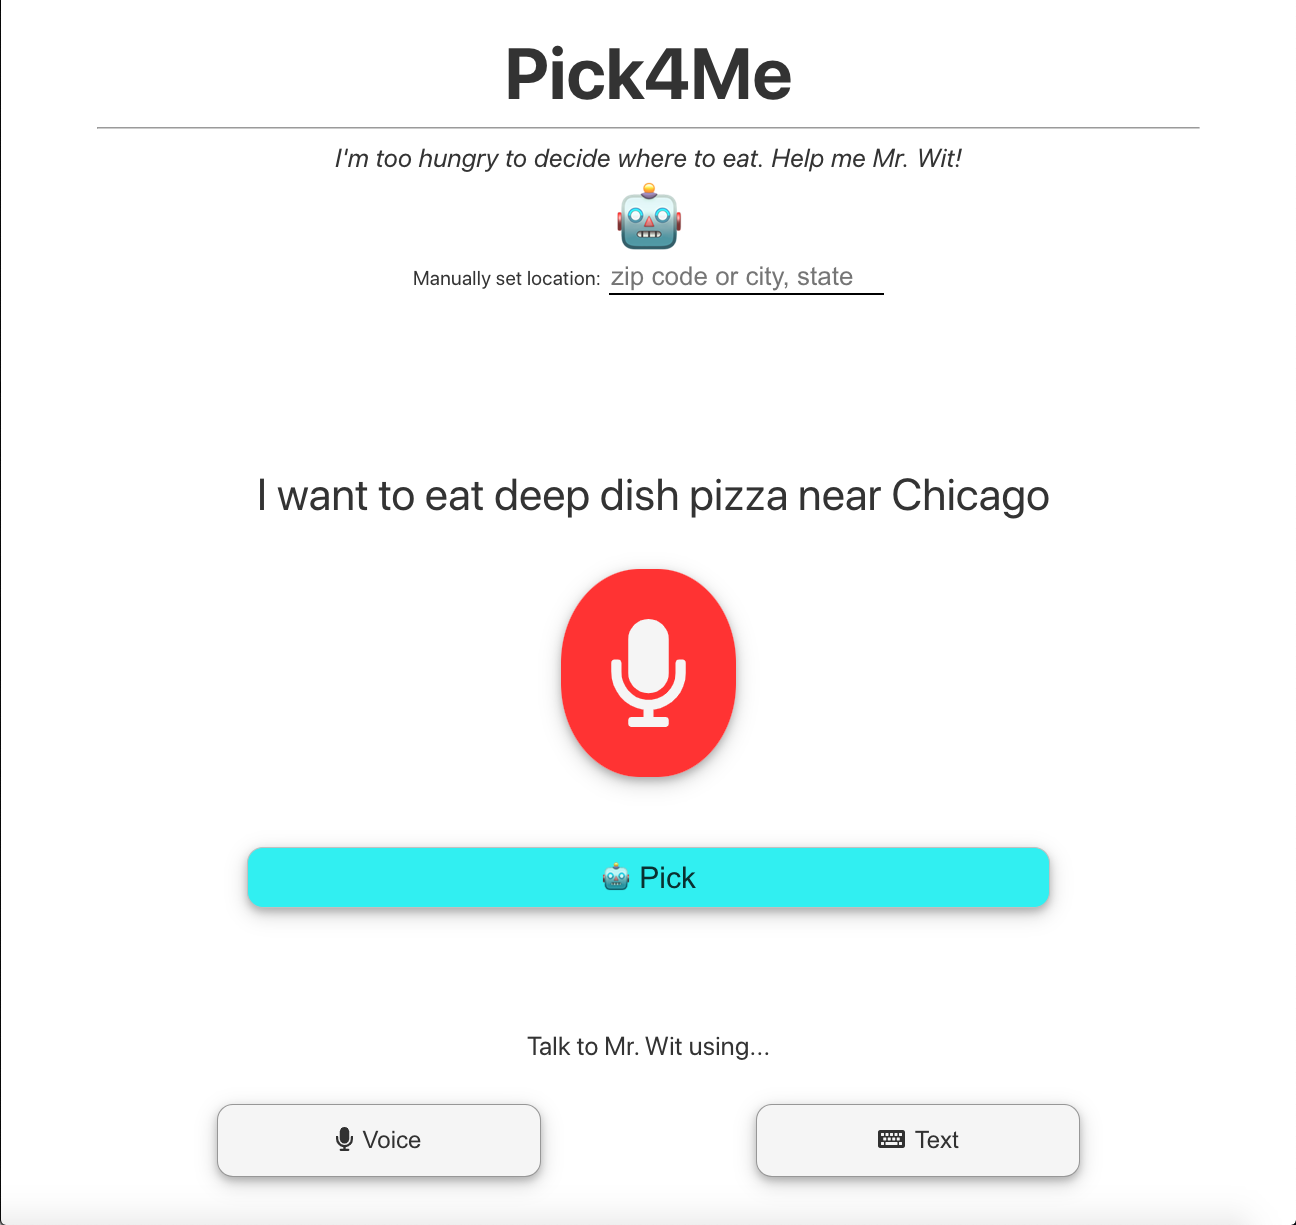 Pick4Me
I'm too hungry to decide where to eat. Help me Mr. Wit!
Manually set location: zip code or city, state
I want to eat deep dish pizza near Chicago
Pick
Talk to Mr. Wit using...
Voice
Text